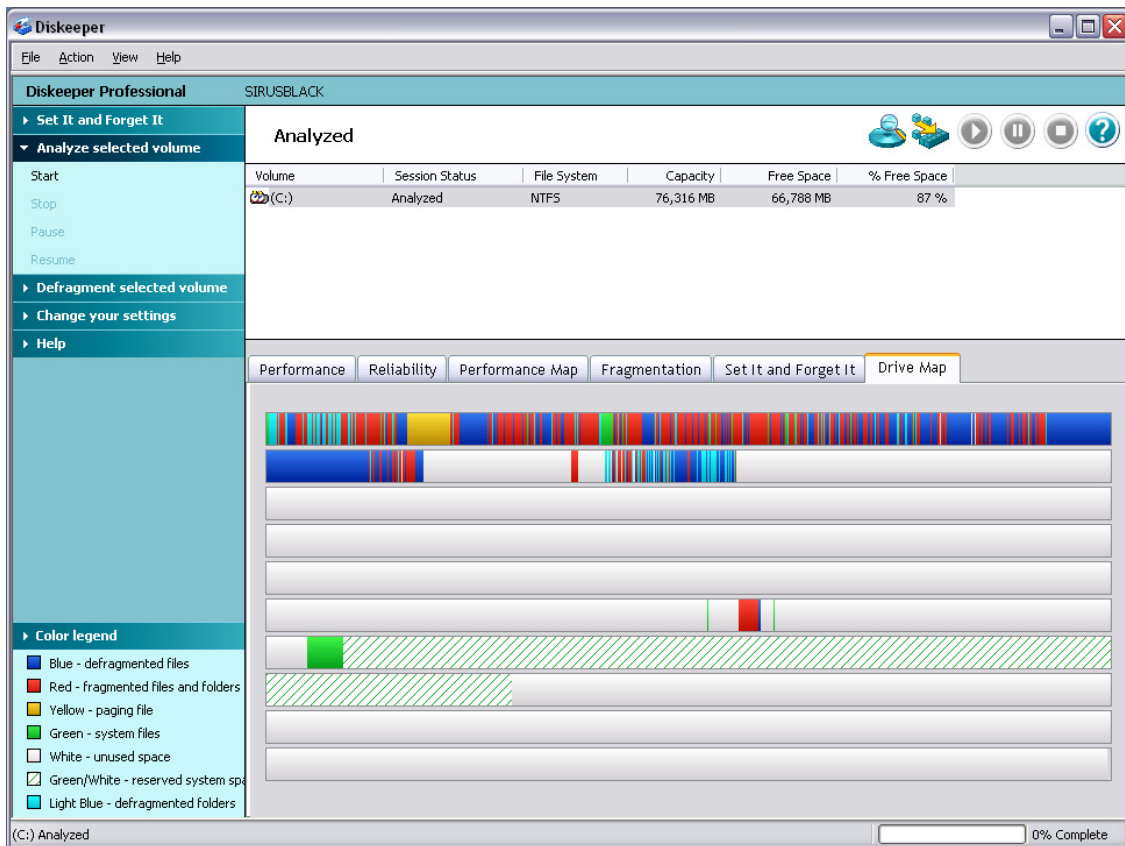 Diskeeper
File Action View Help
Diskeeper Professional SIRUSBLACK
Set It and Forget It
Analyze selected volume
Start
Stop
Pause
Resume
Defragment selected volume
Change your settings
Help
Analyzed
Volume Session Status File System Capacity Free Space % Free Space
(C:) Analyzed NTFS 76,316 MB 66,788 MB 87 %
Performance Reliability Performance Map Fragmentation Set It and Forget It Drive Map
Color legend
Blue - defragmented files
Red - fragmented files and folders
Yellow - paging file
Green - system files
White - unused space
Green/White - reserved system spa
Light Blue - defragmented folders
(C:) Analyzed 0% Complete